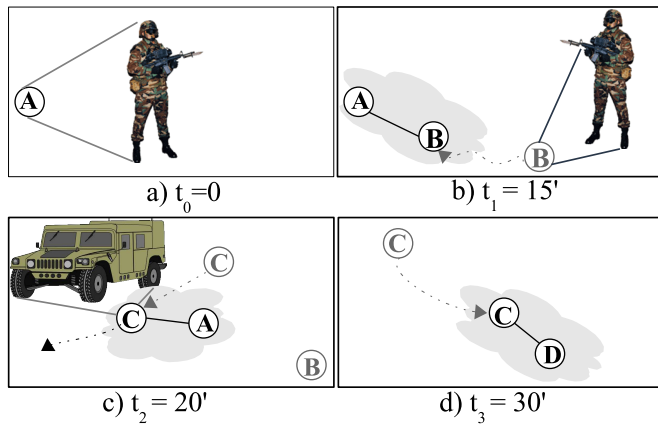 A
a) t0=0
A
B
B
b) t1 = 15'
C
C
A
B
c) t2 = 20'
C
C
D
d) t3 = 30'